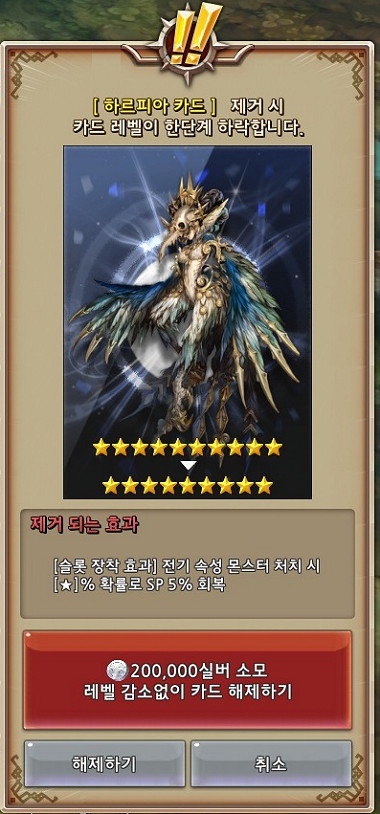 [ 하르피아 카드 ] 제거 시
카드 레벨이 한단계 하락합니다.
제거 되는 효과
[슬롯 장착 효과] 전기 속성 몬스터 처치 시
[★]% 확률로 SP 5% 회복
200,000실버 소모
레벨 감소없이 카드 해제하기
해제하기 취소